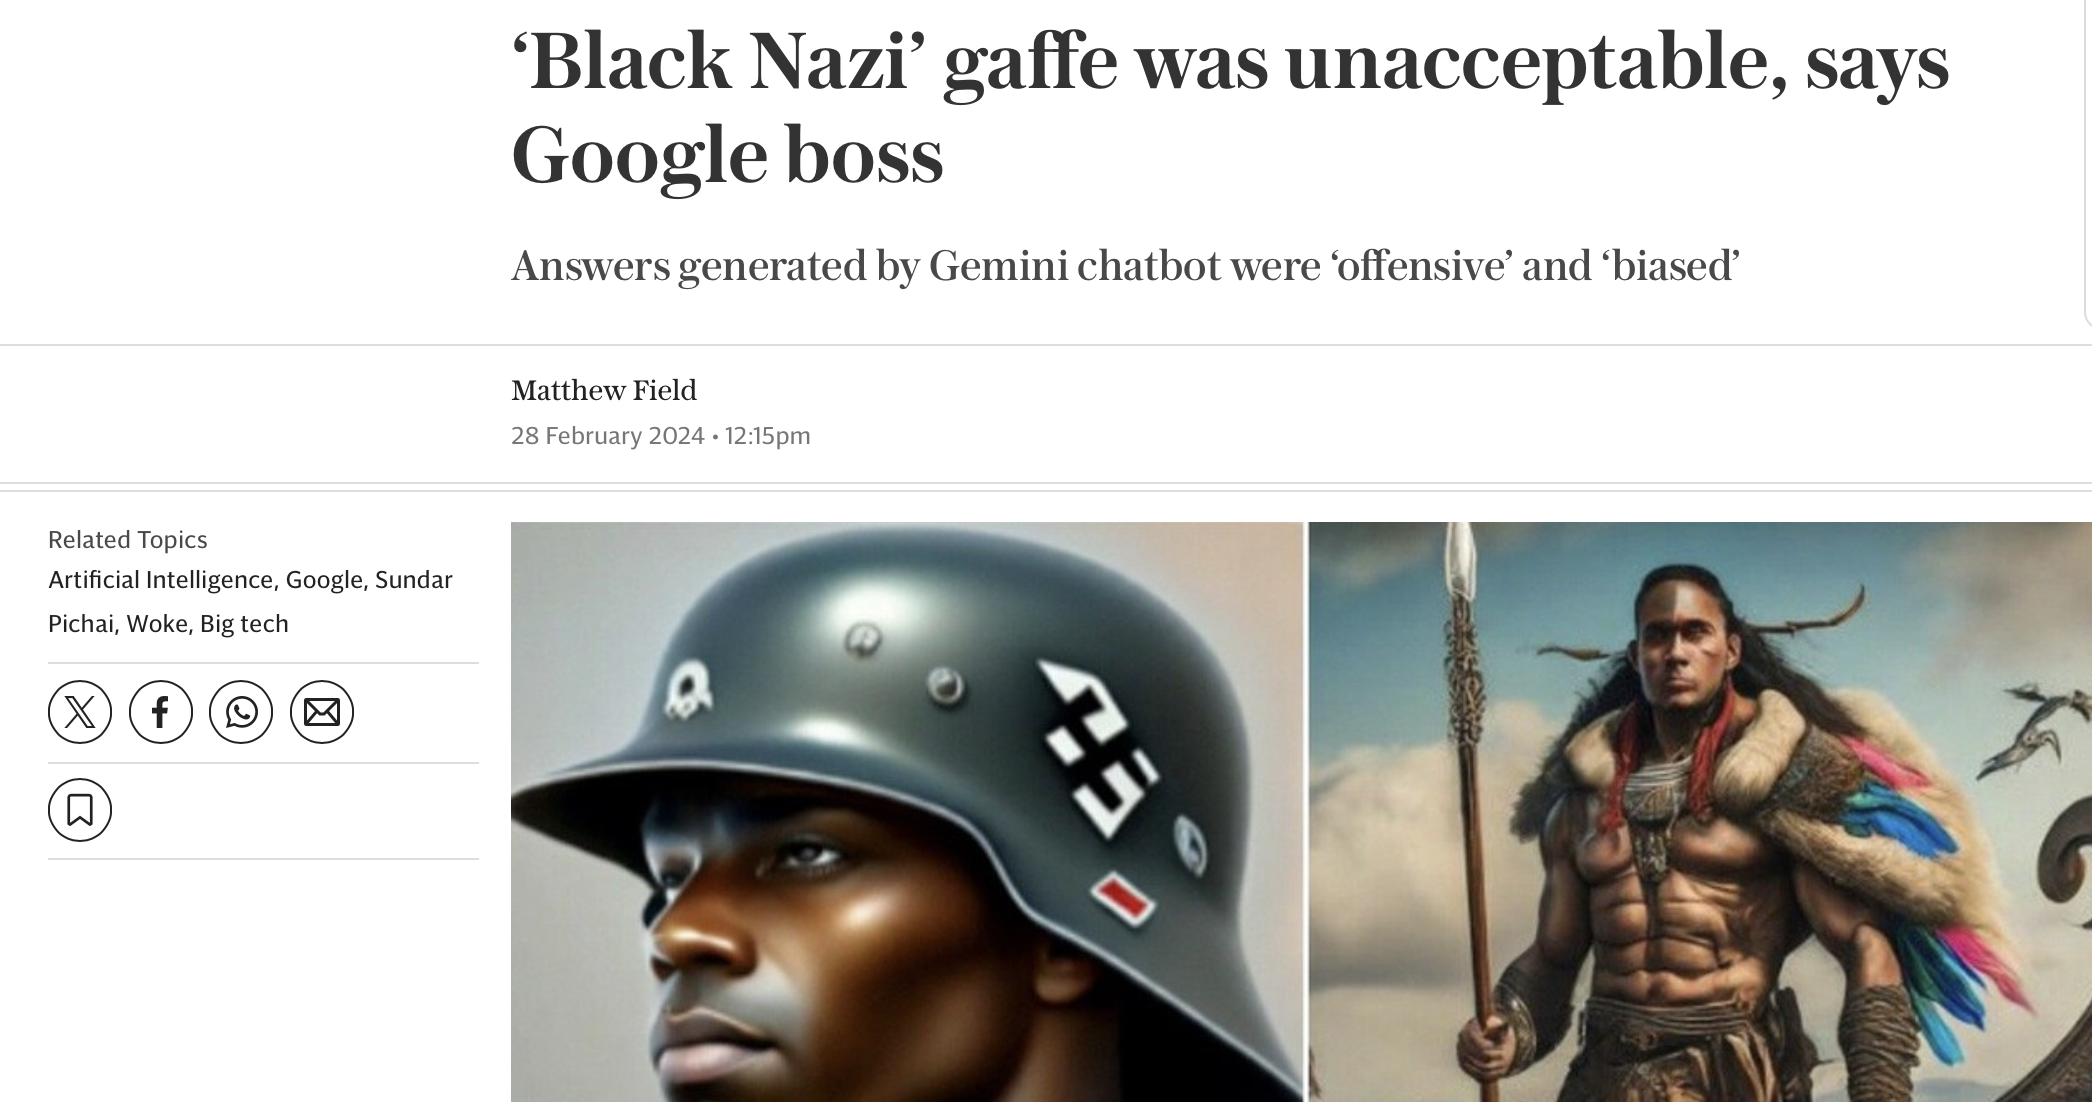 ‘Black Nazi’ gaffe was unacceptable, says
Google boss
Answers generated by Gemini chatbot were ‘offensive’ and ‘biased’
Matthew Field
28 February 2024 • 12:15pm
Related Topics
Artificial Intelligence, Google, Sundar
Pichai, Woke, Big tech